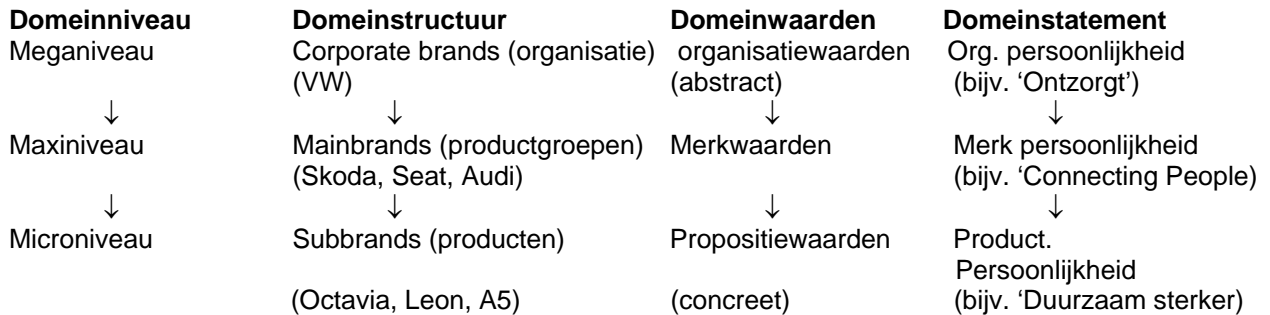 Domeinniveau Domeinstructuur Domeinwaarden Domeinstatement
Meganiveau Corporate brands (organisatie) organisatiewaarden Org. persoonlijkheid
(VW) (abstract) (bijv. ‘Ontzorgt’)
↓ ↓ ↓ ↓
Maxiniveau Mainbrands (productgroepen) Merkwaarden Merk persoonlijkheid
(Skoda, Seat, Audi) (bijv. ‘Connecting People)
↓ ↓ ↓ ↓
Microniveau Subbrands (producten) Propositiewaarden Product.
Persoonlijkheid
(Octavia, Leon, A5) (concreet) (bijv. ‘Duurzaam sterker)